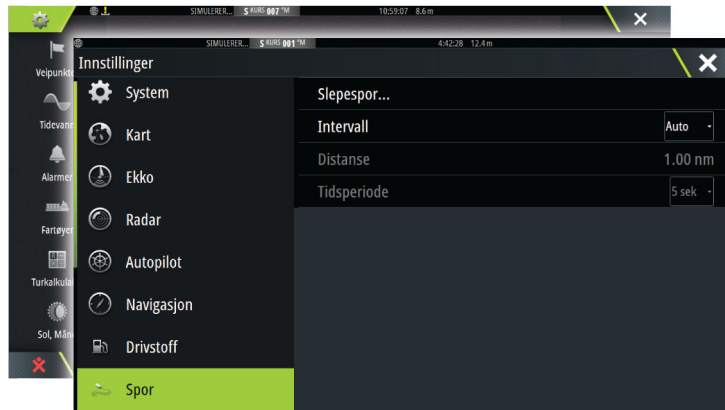 SIMULERER... S KURS 007 °M 10:59:07 8.6 m
Veipunkte
Tidevann
Alarmer
Fartøyer
Turkalkula
Sol, Mån
SIMULERER... S KURS 001 °M 4:42:28 12.4 m
Innstillinger
System
Kart
Ekko
Radar
Autopilot
Navigasjon
Drivstoff
Spor
Slepespor...
Intervall Auto
Distanse 1.00 nm
Tidsperiode 5 sek